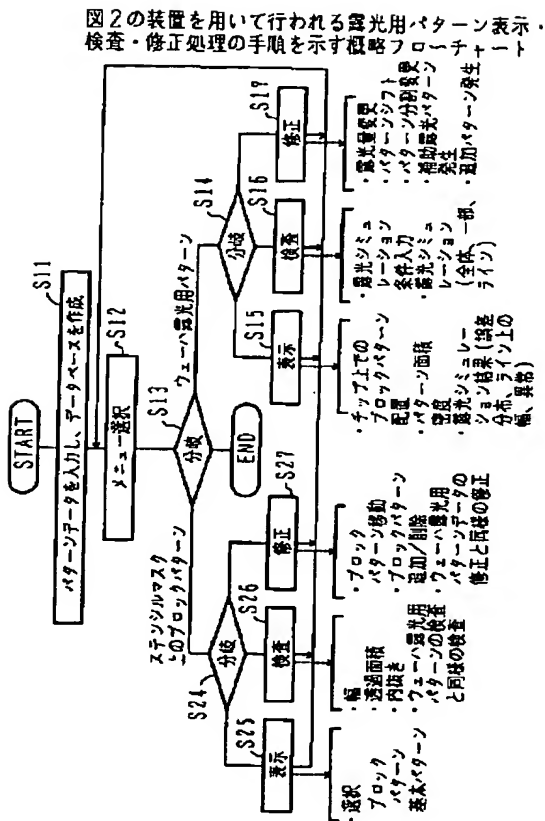 図2の装置を用いて行われる露光用パターン表示・
検査・修正処理の手順を示す概略フローチャート
START
S11
パターンデータを入力し、データベースを作成
S12
メニュー選択
S13
分岐
END
ステンシルマスク
上のブロックパターン
ウェーハ露光用パターン
S24
分岐
S14
分岐
S25
表示
S26
検査
S27
修正
S15
表示
S16
検査
S17
修正
・選択
ブロック
パターン
基本パターン
・幅
・透過面積
・内抜き
・ウェーハ露光用
パターンの検査
と同様の検査
・ブロック
パターン移動
・ブロックパターン
追加/削除
・ウェーハ露光用
パターンデータの
修正と同様の修正
・チップ上での
ブロックパターン
配置
・パターン面積
密度
・露光シミュレー
ション結果(誤差
分布、ライン上の
幅、異常)
・露光シミュ
レーション
条件入力
・露光シミュ
レーション
(全体、一部、
ライン)
・露光量変更
・パターンシフト
・パターン分割変更
・補助露光パターン
発生
・追加パターン発生